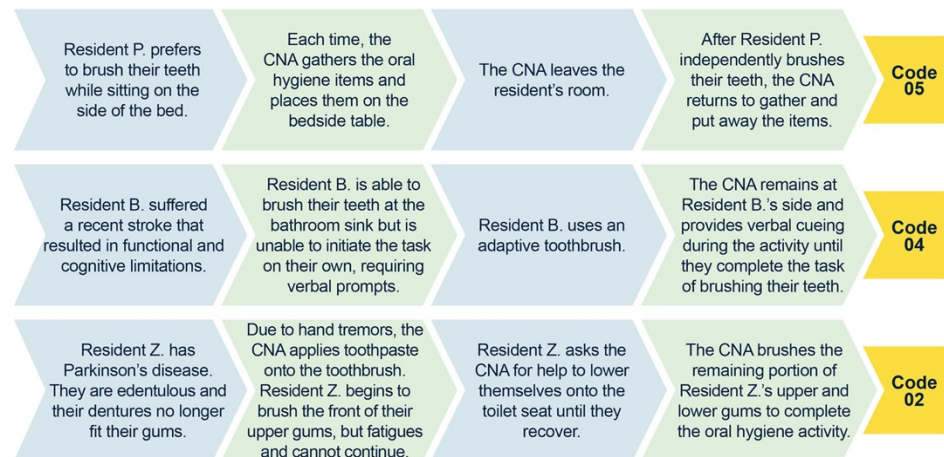 Resident P. prefers
to brush their teeth
while sitting on the
side of the bed.
Each time, the
CNA gathers the oral
hygiene items and
places them on the
bedside table.
The CNA leaves the
resident’s room.
After Resident P.
independently brushes
their teeth, the CNA
returns to gather and
put away the items.
Code
05
Resident B. suffered
a recent stroke that
resulted in functional and
cognitive limitations.
Resident B. is able to
brush their teeth at the
bathroom sink but is
unable to initiate the task
on their own, requiring
verbal prompts.
Resident B. uses an
adaptive toothbrush.
The CNA remains at
Resident B.’s side and
provides verbal cueing
during the activity until
they complete the task
of brushing their teeth.
Code
04
Resident Z. has
Parkinson’s disease.
They are edentulous and
their dentures no longer
fit their gums.
Due to hand tremors, the
CNA applies toothpaste
onto the toothbrush.
Resident Z. begins to
brush the front of their
upper gums, but fatigues
and cannot continue.
Resident Z. asks the
CNA for help to lower
themselves onto the
toilet seat until they
recover.
The CNA brushes the
remaining portion of
Resident Z.’s upper and
lower gums to complete
the oral hygiene activity.
Code
02